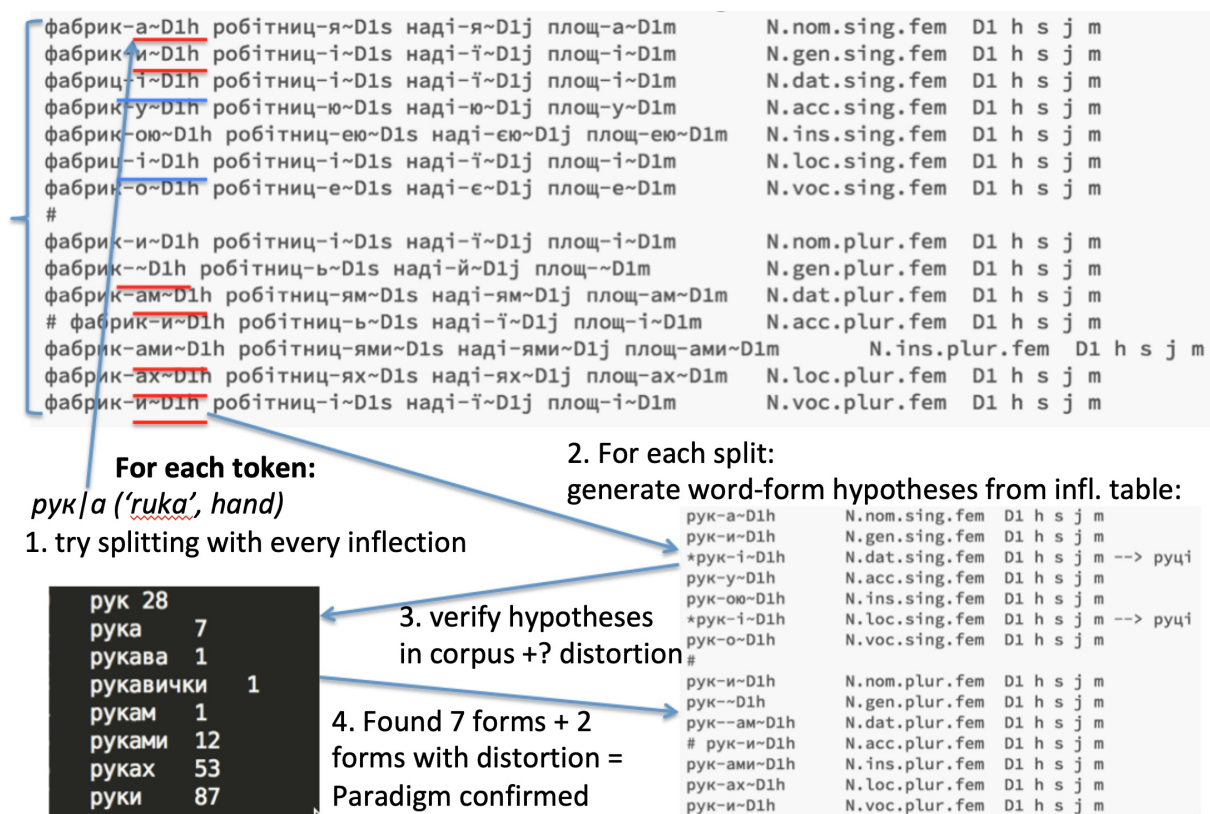 фабрик-а~D1h робітниц-я~D1s наді-я~D1j площ-а~D1m N.nom.sing.fem D1 h s j m
фабрик-и~D1h робітниц-і~D1s наді-ї~D1j площ-і~D1m N.gen.sing.fem D1 h s j m
фабриц-і~D1h робітниц-і~D1s наді-ї~D1j площ-і~D1m N.dat.sing.fem D1 h s j m
фабрик-у~D1h робітниц-ю~D1s наді-ю~D1j площ-у~D1m N.acc.sing.fem D1 h s j m
фабрик-ою~D1h робітниц-ею~D1s наді-єю~D1j площ-ею~D1m N.ins.sing.fem D1 h s j m
фабриц-і~D1h робітниц-і~D1s наді-ї~D1j площ-і~D1m N.loc.sing.fem D1 h s j m
фабрик-о~D1h робітниц-е~D1s наді-є~D1j площ-е~D1m N.voc.sing.fem D1 h s j m
#
фабрик-и~D1h робітниц-і~D1s наді-ї~D1j площ-і~D1m N.nom.plur.fem D1 h s j m
фабрик-~D1h робітниц-ь~D1s наді-й~D1j площ-~D1m N.gen.plur.fem D1 h s j m
фабрик-ам~D1h робітниц-ям~D1s наді-ям~D1j площ-ам~D1m N.dat.plur.fem D1 h s j m
# фабрик-и~D1h робітниц-ь~D1s наді-ї~D1j площ-і~D1m N.acc.plur.fem D1 h s j m
фабрик-ами~D1h робітниц-ями~D1s наді-ями~D1j площ-ами~D1m N.ins.plur.fem D1 h s j m
фабрик-ах~D1h робітниц-ях~D1s наді-ях~D1j площ-ах~D1m N.loc.plur.fem D1 h s j m
фабрик-и~D1h робітниц-і~D1s наді-ї~D1j площ-і~D1m N.voc.plur.fem D1 h s j m
For each token:
рук|а ('ruka', hand)
1. try splitting with every inflection
2. For each split:
generate word-form hypotheses from infl. table:
рук-а~D1h N.nom.sing.fem D1 h s j m
рук-и~D1h N.gen.sing.fem D1 h s j m
*рук-і~D1h N.dat.sing.fem D1 h s j m --> руці
рук-у~D1h N.acc.sing.fem D1 h s j m
рук-ою~D1h N.ins.sing.fem D1 h s j m
*рук-і~D1h N.loc.sing.fem D1 h s j m --> руці
рук-о~D1h N.voc.sing.fem D1 h s j m
#
рук-и~D1h N.nom.plur.fem D1 h s j m
рук--~D1h N.gen.plur.fem D1 h s j m
рук--ам~D1h N.dat.plur.fem D1 h s j m
# рук-и~D1h N.acc.plur.fem D1 h s j m
рук-ами~D1h N.ins.plur.fem D1 h s j m
рук-ах~D1h N.loc.plur.fem D1 h s j m
рук-и~D1h N.voc.plur.fem D1 h s j m
3. verify hypotheses
in corpus +? distortion
рук 28
рука 7
рукава 1
рукавички 1
рукам 1
руками 12
руках 53
руки 87
4. Found 7 forms + 2
forms with distortion =
Paradigm confirmed